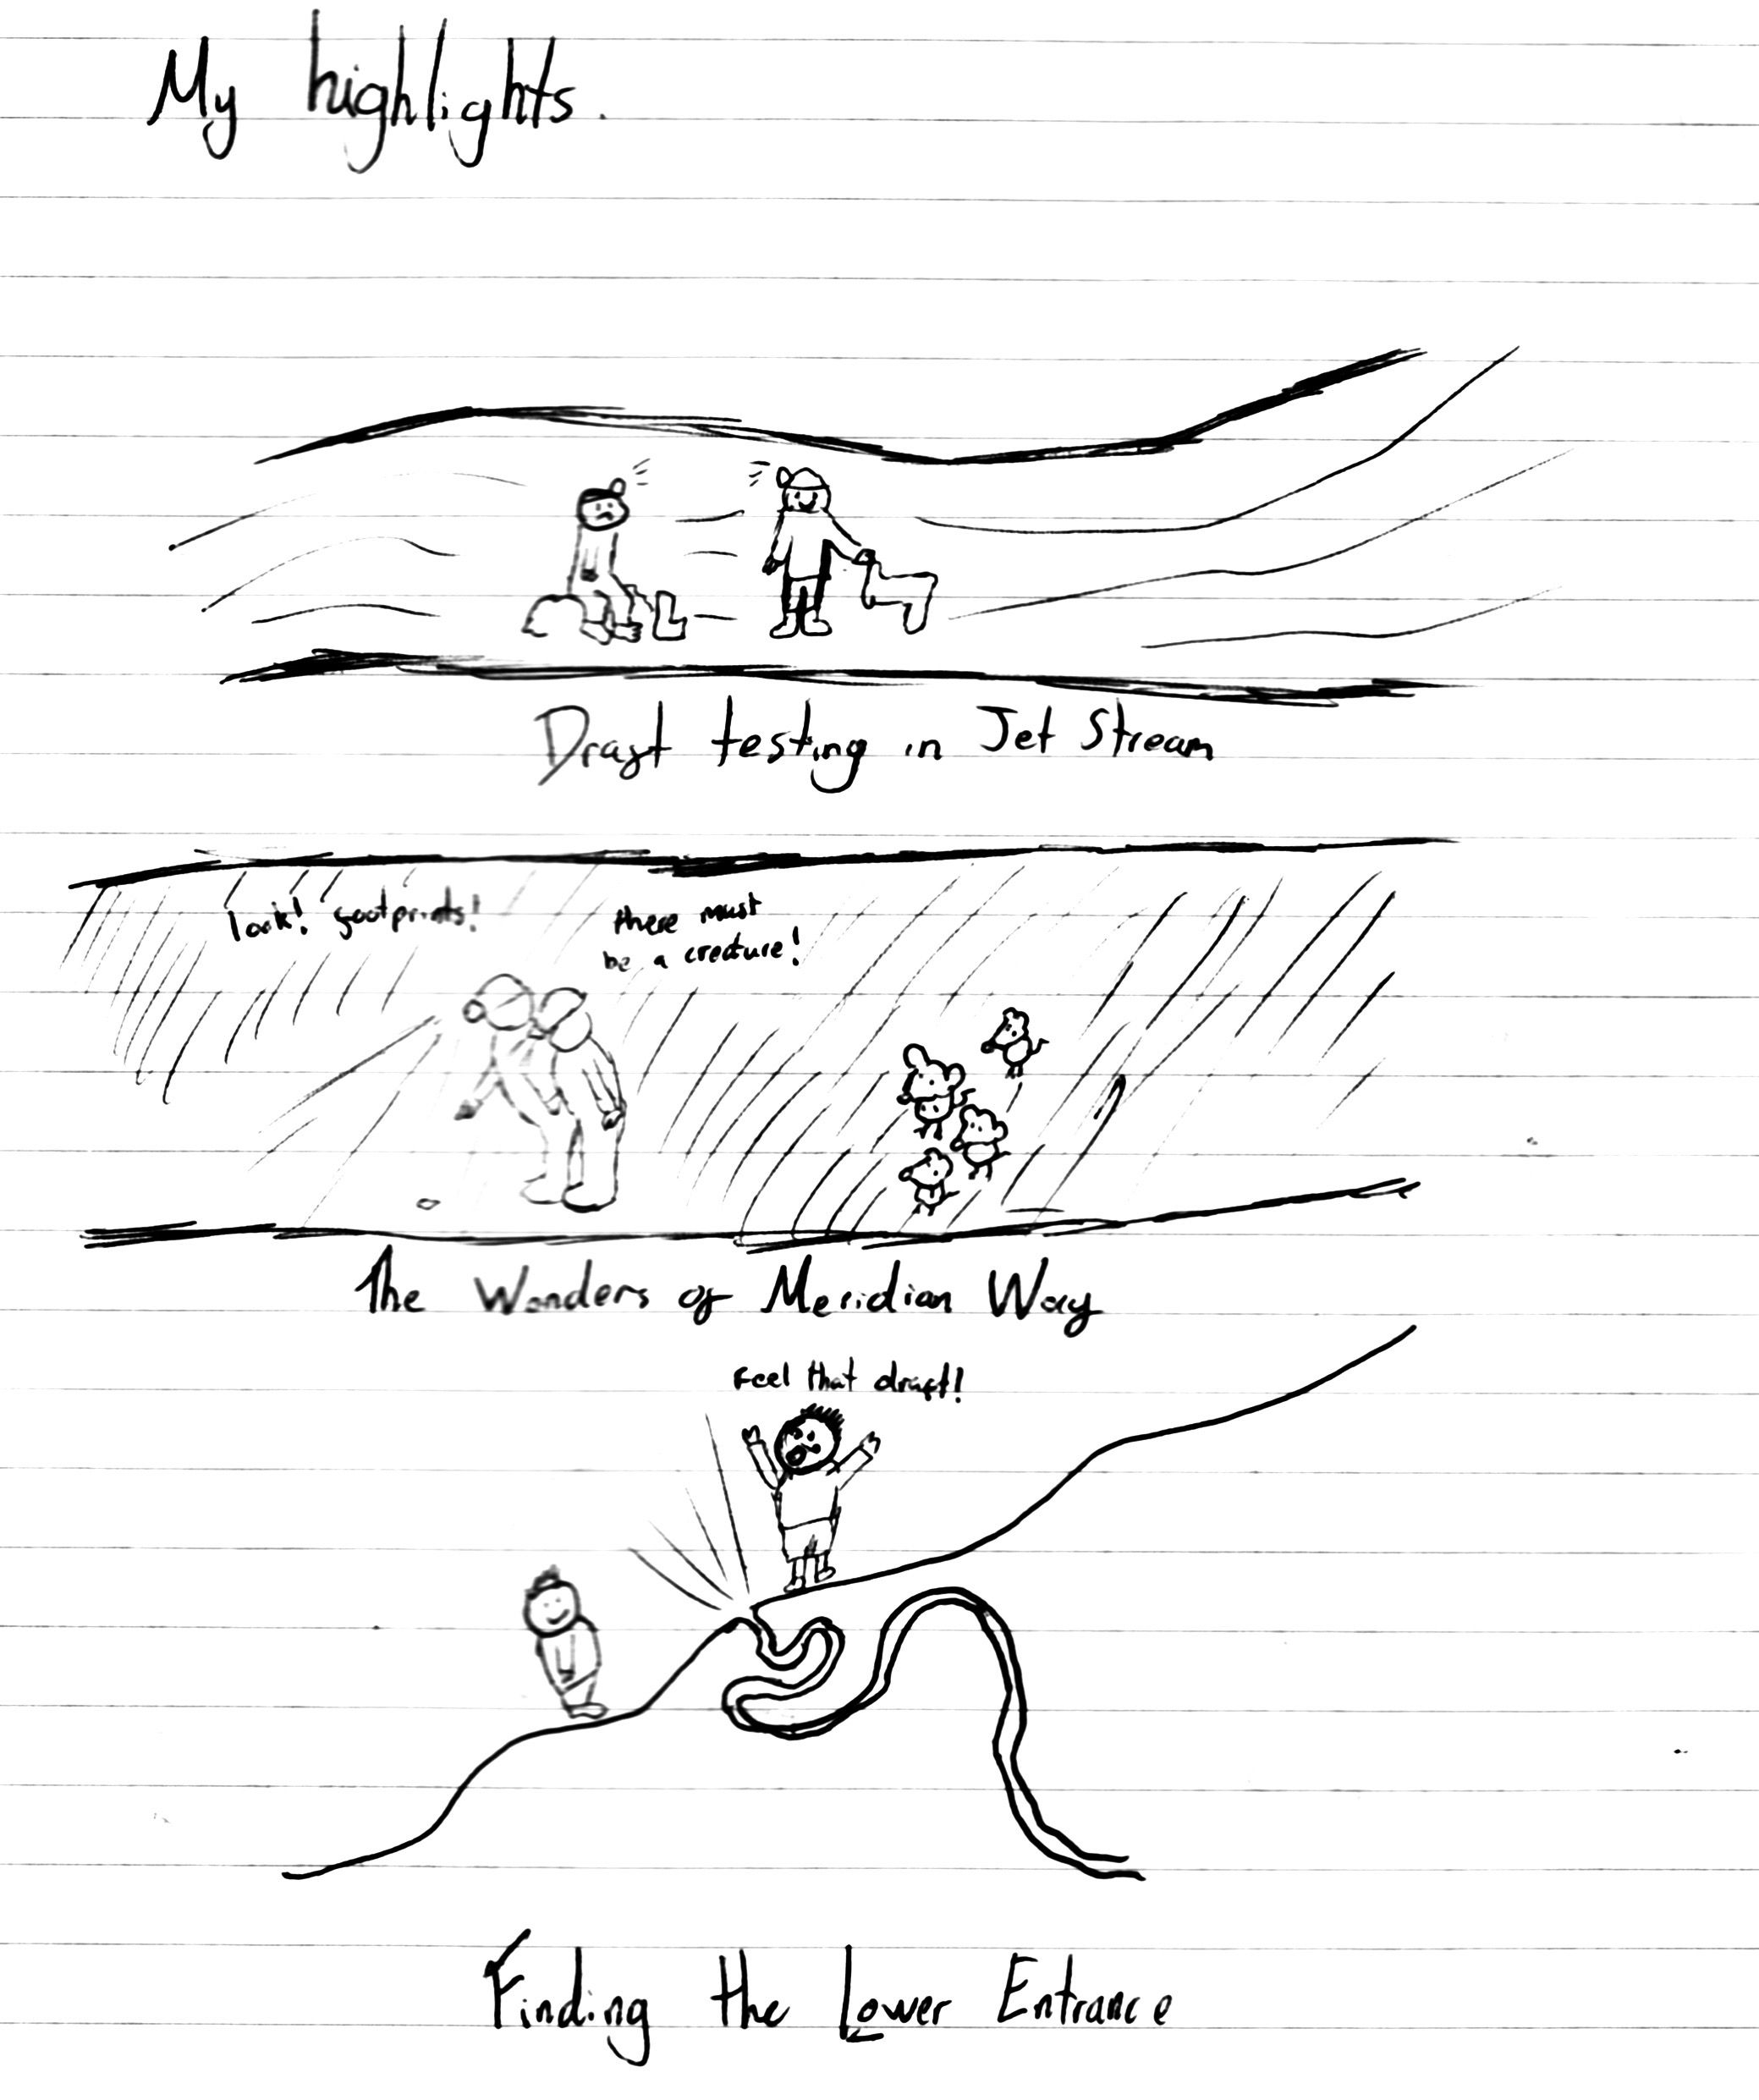 My highlights.
Draft testing in Jet Stream
look! footprints!
there must
be a creature!
The Wonders of Meridian Way
Feel that draft!
Finding the Lower Entrance